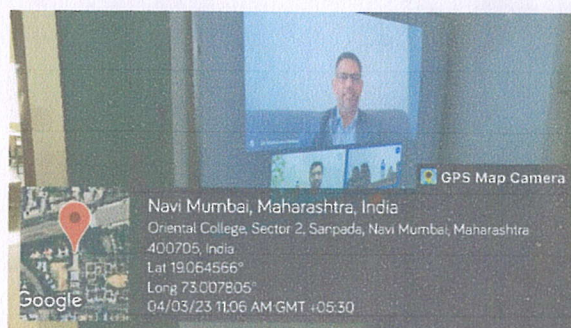 GPS Map Camera
Navi Mumbai, Maharashtra, India
Oriental College, Sector 2, Sanpada, Navi Mumbai, Maharashtra
400705, India
Lat 19.064566°
Long 73.007805°
04/03/23 11:06 AM GMT +05:30
Google